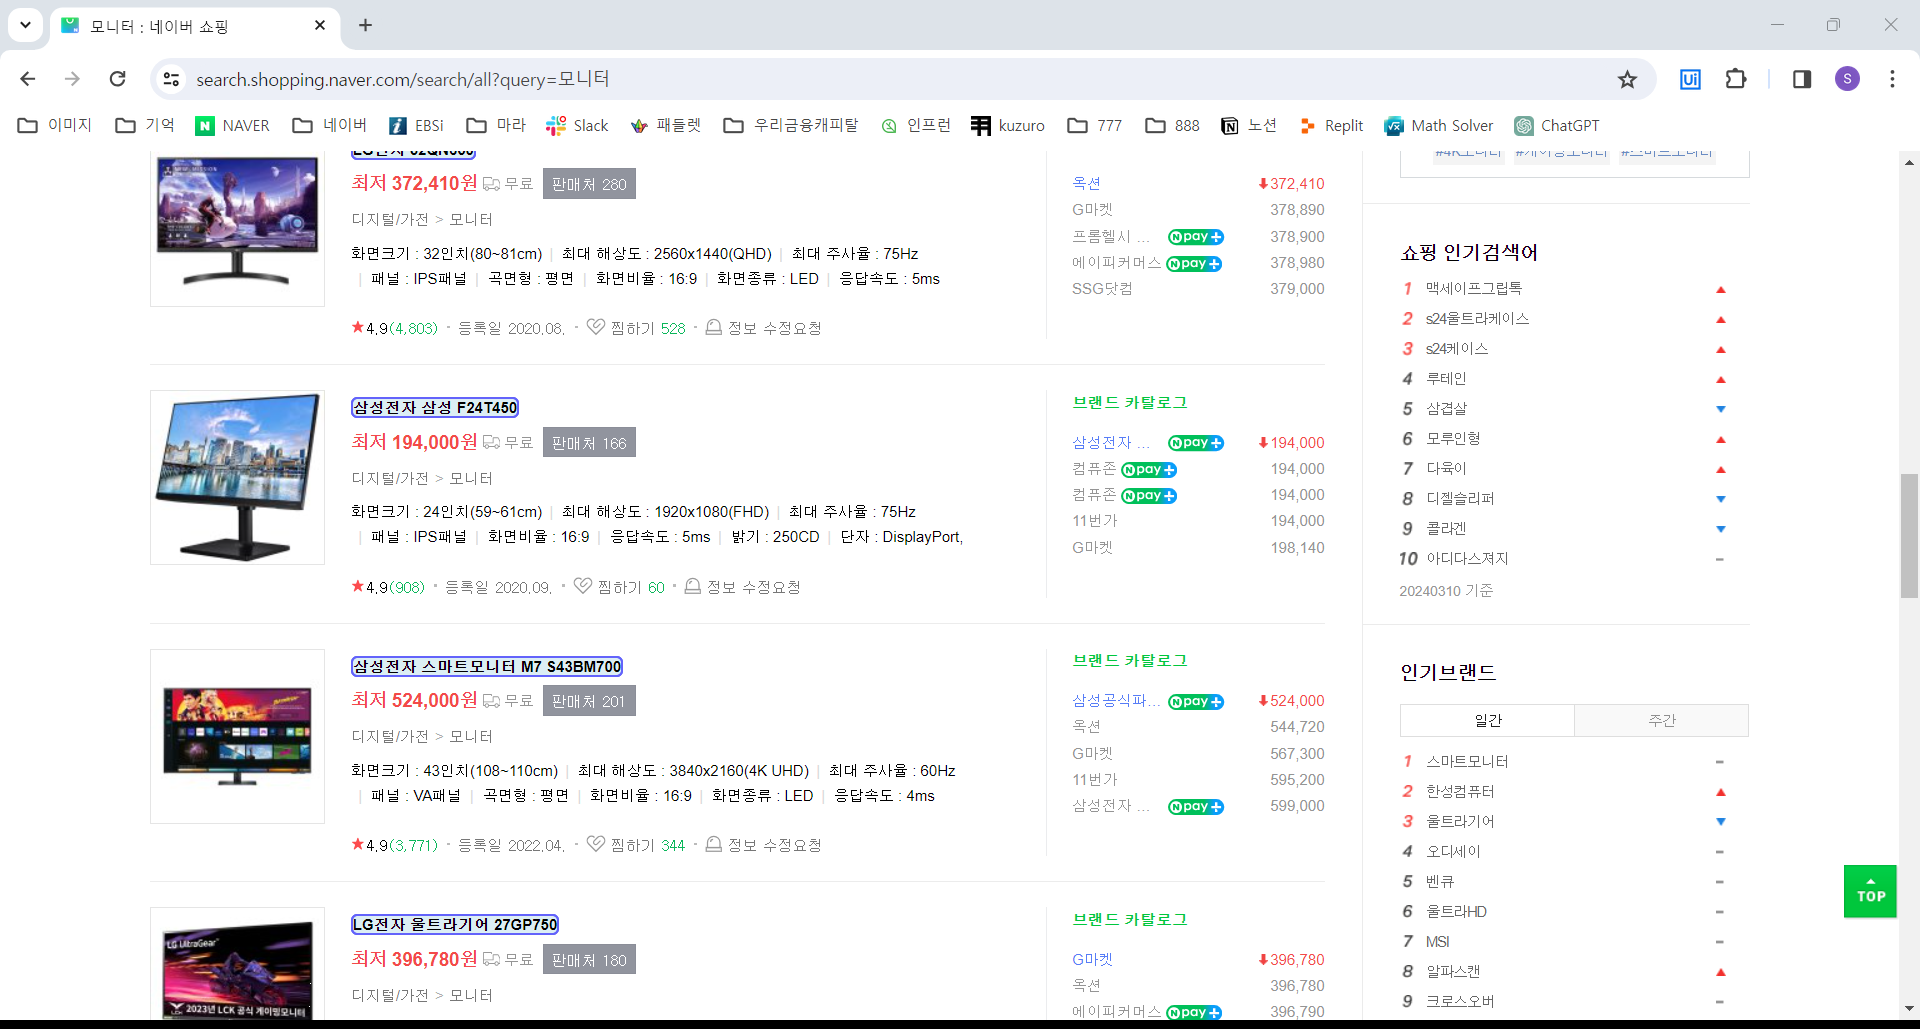 모니터 : 네이버 쇼핑
search.shopping.naver.com/search/all?query=모니터
S
이미지
기억
NAVER
네이버
EBSi
마라
Slack
패들렛
우리금융캐피탈
인프런
kuzuro
777
888
노션
Replit
Math Solver
ChatGPT
최저 372,410원 무료 판매처 280
디지털/가전 > 모니터
화면크기 : 32인치(80~81cm) | 최대 해상도 : 2560x1440(QHD) | 최대 주사율 : 75Hz
| 패널 : IPS패널 | 곡면형 : 평면 | 화면비율 : 16:9 | 화면종류 : LED | 응답속도 : 5ms
★4.9(4,803) · 등록일 2020.08. · 찜하기 528 · 정보 수정요청
옥션 372,410
G마켓 378,890
프롬헬시 ... N pay+ 378,900
에이피커머스 N pay+ 378,980
SSG닷컴 379,000
삼성전자 삼성 F24T450
최저 194,000원 무료 판매처 166
디지털/가전 > 모니터
화면크기 : 24인치(59~61cm) | 최대 해상도 : 1920x1080(FHD) | 최대 주사율 : 75Hz
| 패널 : IPS패널 | 화면비율 : 16:9 | 응답속도 : 5ms | 밝기 : 250CD | 단자 : DisplayPort,
★4.9(908) · 등록일 2020.09. · 찜하기 60 · 정보 수정요청
브랜드 카탈로그
삼성전자 ... N pay+ 194,000
컴퓨존 N pay+ 194,000
컴퓨존 N pay+ 194,000
11번가 194,000
G마켓 198,140
삼성전자 스마트모니터 M7 S43BM700
최저 524,000원 무료 판매처 201
디지털/가전 > 모니터
화면크기 : 43인치(108~110cm) | 최대 해상도 : 3840x2160(4K UHD) | 최대 주사율 : 60Hz
| 패널 : VA패널 | 곡면형 : 평면 | 화면비율 : 16:9 | 화면종류 : LED | 응답속도 : 4ms
★4.9(3,771) · 등록일 2022.04. · 찜하기 344 · 정보 수정요청
브랜드 카탈로그
삼성공식파... N pay+ 524,000
옥션 544,720
G마켓 567,300
11번가 595,200
삼성전자 ... N pay+ 599,000
LG UltraGear
2023년 LCK 공식 게이밍모니터
LG전자 울트라기어 27GP750
최저 396,780원 무료 판매처 180
디지털/가전 > 모니터
브랜드 카탈로그
G마켓 396,780
옥션 396,780
에이피커머스 N pay+ 396,790
#4K모니터 #게이밍모니터 #스마트모니터
쇼핑 인기검색어
1 맥세이프그립톡
2 s24울트라케이스
3 s24케이스
4 루테인
5 삼겹살
6 모루인형
7 다육이
8 디젤슬리퍼
9 콜라겐
10 아디다스져지
20240310 기준
인기브랜드
일간 주간
1 스마트모니터
2 한성컴퓨터
3 울트라기어
4 오디세이
5 벤큐
6 울트라HD
7 MSI
8 알파스캔
9 크로스오버
TOP